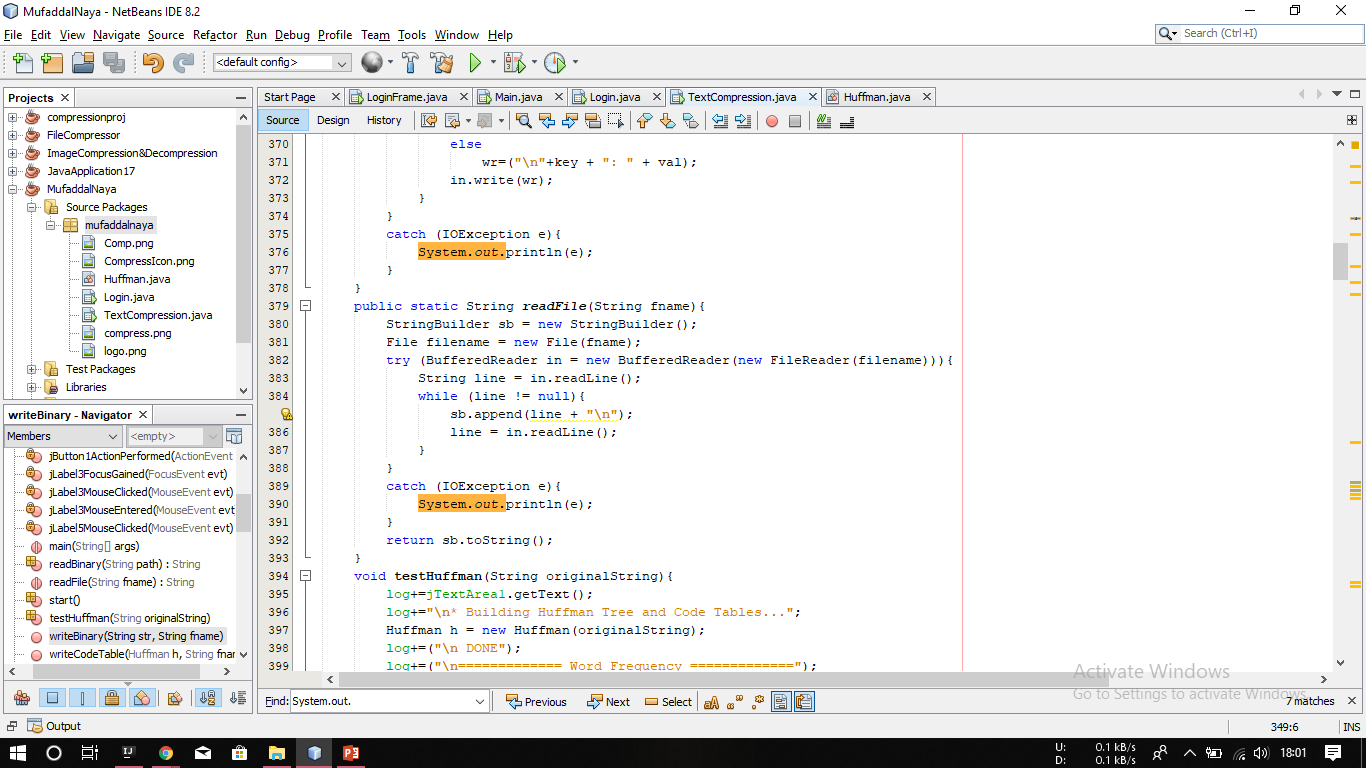 MufaddalNaya - NetBeans IDE 8.2
File Edit View Navigate Source Refactor Run Debug Profile Team Tools Window Help
Search (Ctrl+I)
<default config>
Projects
compressionproj
FileCompressor
ImageCompression&Decompression
JavaApplication17
MufaddalNaya
Source Packages
mufaddalnaya
Comp.png
CompressIcon.png
Huffman.java
Login.java
TextCompression.java
compress.png
logo.png
Test Packages
Libraries
writeBinary - Navigator
Members
<empty>
jButton1ActionPerformed(ActionEvent
jLabel3FocusGained(FocusEvent evt)
jLabel3MouseClicked(MouseEvent evt)
jLabel3MouseEntered(MouseEvent evt
jLabel5MouseClicked(MouseEvent evt)
main(String[] args)
readBinary(String path) : String
readFile(String fname) : String
start()
testHuffman(String originalString)
writeBinary(String str, String fname)
writeCodeTable(Huffman h, String fnar
Start Page LoginFrame.java Main.java Login.java TextCompression.java Huffman.java
Source Design History
370 else
371 wr=("\n"+key + ": " + val);
372 in.write(wr);
373 }
374 }
375 catch (IOException e){
376 System.out.println(e);
377 }
378 }
379 public static String readFile(String fname){
380 StringBuilder sb = new StringBuilder();
381 File filename = new File(fname);
382 try (BufferedReader in = new BufferedReader(new FileReader(filename))){
383 String line = in.readLine();
384 while (line != null){
sb.append(line + "\n");
386 line = in.readLine();
387 }
388 }
389 catch (IOException e){
390 System.out.println(e);
391 }
392 return sb.toString();
393 }
394 void testHuffman(String originalString){
395 log+=jTextArea1.getText();
396 log+="\n* Building Huffman Tree and Code Tables...";
397 Huffman h = new Huffman(originalString);
398 log+=("\n DONE");
399 log+=("\n============= Word Frequency =============");
Activate Windows
Go to Settings to activate Windows.
Find: System.out. Previous Next Select aA 7 matches
Output
349:6 INS
IJ
U: 0.1 kB/s
D: 0.1 kB/s
18:01